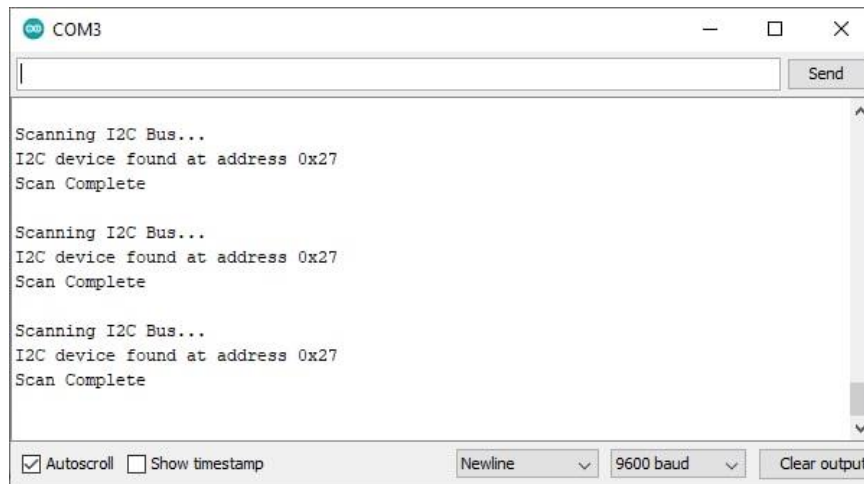 COM3
Send
Scanning I2C Bus...
I2C device found at address 0x27
Scan Complete
Scanning I2C Bus...
I2C device found at address 0x27
Scan Complete
Scanning I2C Bus...
I2C device found at address 0x27
Scan Complete
Autoscroll Show timestamp Newline 9600 baud Clear output